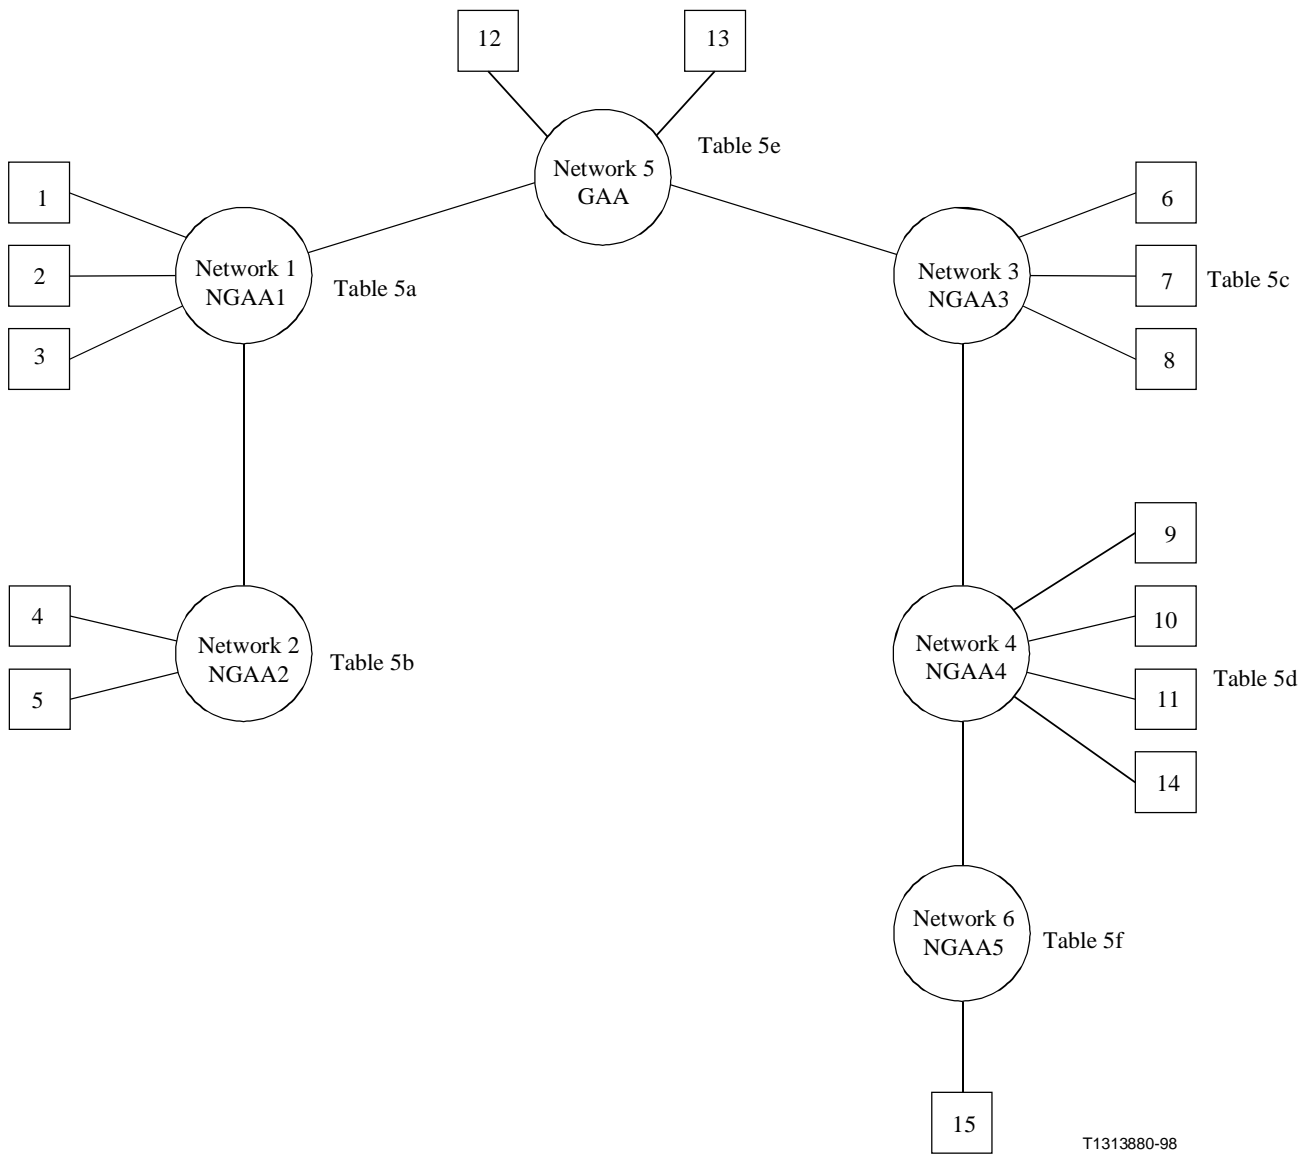 12
13
Network 5
GAA
Table 5e
1
2
3
Network 1
NGAA1
Table 5a
Network 3
NGAA3
6
7
8
Table 5c
4
5
Network 2
NGAA2
Table 5b
Network 4
NGAA4
9
10
11
14
Table 5d
Network 6
NGAA5
Table 5f
15
T1313880-98